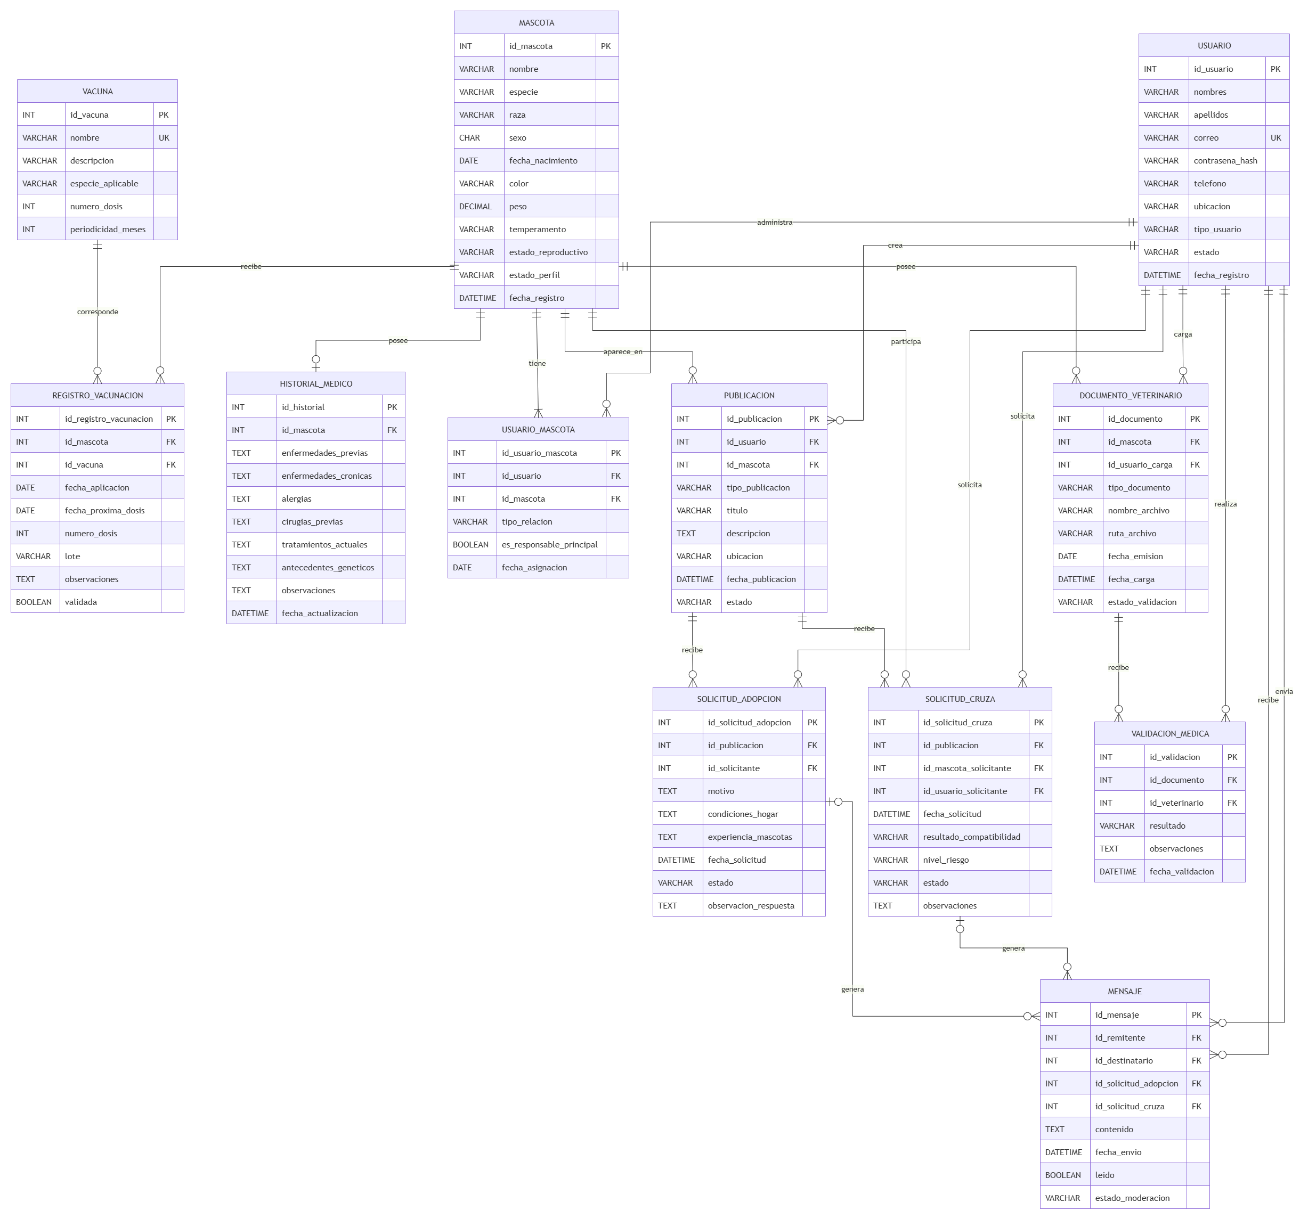 MASCOTA
INT id_mascota PK
VARCHAR nombre
VARCHAR especie
VARCHAR raza
CHAR sexo
DATE fecha_nacimiento
VARCHAR color
DECIMAL peso
VARCHAR temperamento
VARCHAR estado_reproductivo
VARCHAR estado_perfil
DATETIME fecha_registro
USUARIO
INT id_usuario PK
VARCHAR nombres
VARCHAR apellidos
VARCHAR correo UK
VARCHAR contrasena_hash
VARCHAR telefono
VARCHAR ubicacion
VARCHAR tipo_usuario
VARCHAR estado
DATETIME fecha_registro
VACUNA
INT id_vacuna PK
VARCHAR nombre UK
VARCHAR descripcion
VARCHAR especie_aplicable
INT numero_dosis
INT periodicidad_meses
administra
crea
recibe
posee
corresponde
posee
tiene
aparece_en
participa
carga
solicita
solicita
realiza
REGISTRO_VACUNACION
INT id_registro_vacunacion PK
INT id_mascota FK
INT id_vacuna FK
DATE fecha_aplicacion
DATE fecha_proxima_dosis
INT numero_dosis
VARCHAR lote
TEXT observaciones
BOOLEAN validada
HISTORIAL_MEDICO
INT id_historial PK
INT id_mascota FK
TEXT enfermedades_previas
TEXT enfermedades_cronicas
TEXT alergias
TEXT cirugias_previas
TEXT tratamientos_actuales
TEXT antecedentes_geneticos
TEXT observaciones
DATETIME fecha_actualizacion
USUARIO_MASCOTA
INT id_usuario_mascota PK
INT id_usuario FK
INT id_mascota FK
VARCHAR tipo_relacion
BOOLEAN es_responsable_principal
DATE fecha_asignacion
PUBLICACION
INT id_publicacion PK
INT id_usuario FK
INT id_mascota FK
VARCHAR tipo_publicacion
VARCHAR titulo
TEXT descripcion
VARCHAR ubicacion
DATETIME fecha_publicacion
VARCHAR estado
DOCUMENTO_VETERINARIO
INT id_documento PK
INT id_mascota FK
INT id_usuario_carga FK
VARCHAR tipo_documento
VARCHAR nombre_archivo
VARCHAR ruta_archivo
DATE fecha_emision
DATETIME fecha_carga
VARCHAR estado_validacion
recibe
recibe
recibe
envia
recibe
SOLICITUD_ADOPCION
INT id_solicitud_adopcion PK
INT id_publicacion FK
INT id_solicitante FK
TEXT motivo
TEXT condiciones_hogar
TEXT experiencia_mascotas
DATETIME fecha_solicitud
VARCHAR estado
TEXT observacion_respuesta
SOLICITUD_CRUZA
INT id_solicitud_cruza PK
INT id_publicacion FK
INT id_mascota_solicitante FK
INT id_usuario_solicitante FK
DATETIME fecha_solicitud
VARCHAR resultado_compatibilidad
VARCHAR nivel_riesgo
VARCHAR estado
TEXT observaciones
VALIDACION_MEDICA
INT id_validacion PK
INT id_documento FK
INT id_veterinario FK
VARCHAR resultado
TEXT observaciones
DATETIME fecha_validacion
genera
genera
MENSAJE
INT id_mensaje PK
INT id_remitente FK
INT id_destinatario FK
INT id_solicitud_adopcion FK
INT id_solicitud_cruza FK
TEXT contenido
DATETIME fecha_envio
BOOLEAN leido
VARCHAR estado_moderacion